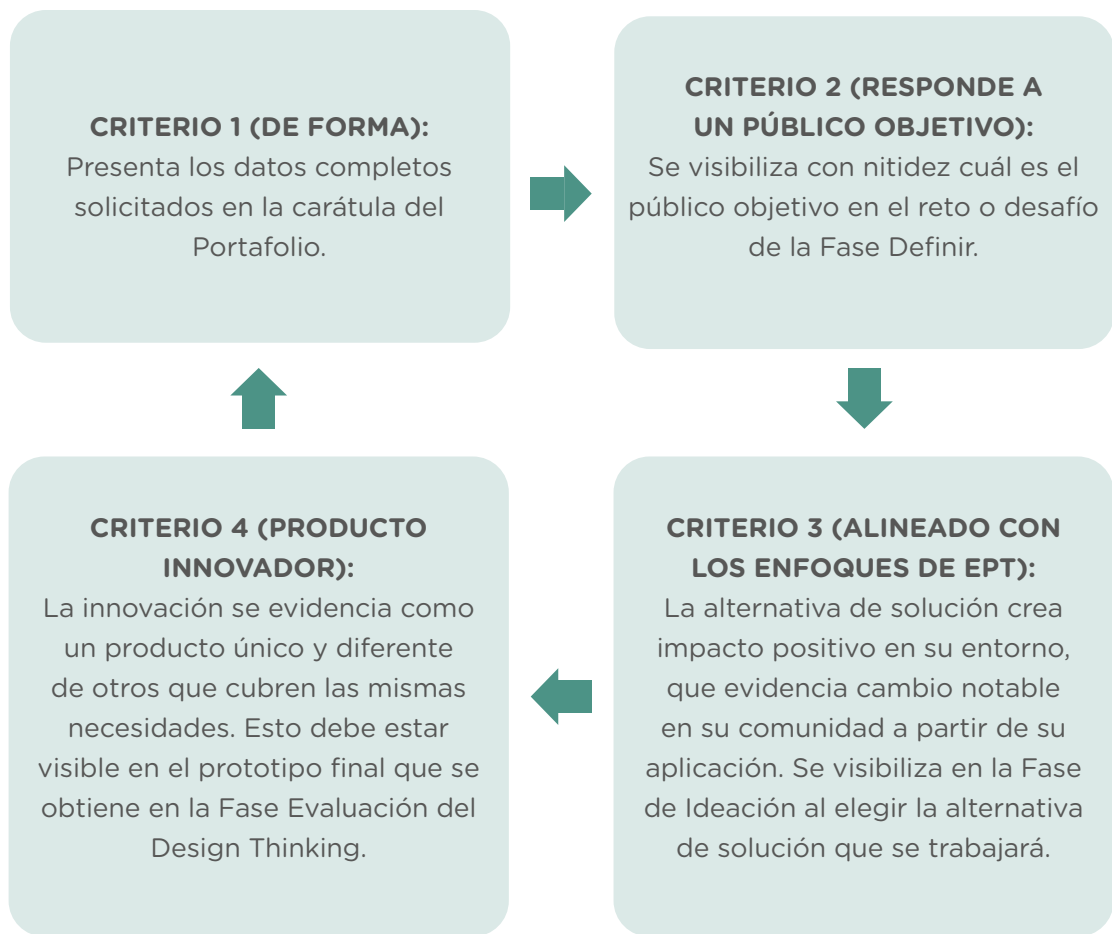 CRITERIO 1 (DE FORMA):
Presenta los datos completos
solicitados en la carátula del
Portafolio.
CRITERIO 2 (RESPONDE A
UN PÚBLICO OBJETIVO):
Se visibiliza con nitidez cuál es el
público objetivo en el reto o desafío
de la Fase Definir.
CRITERIO 3 (ALINEADO CON
LOS ENFOQUES DE EPT):
La alternativa de solución crea
impacto positivo en su entorno,
que evidencia cambio notable
en su comunidad a partir de su
aplicación. Se visibiliza en la Fase
de Ideación al elegir la alternativa
de solución que se trabajará.
CRITERIO 4 (PRODUCTO
INNOVADOR):
La innovación se evidencia como
un producto único y diferente
de otros que cubren las mismas
necesidades. Esto debe estar
visible en el prototipo final que se
obtiene en la Fase Evaluación del
Design Thinking.